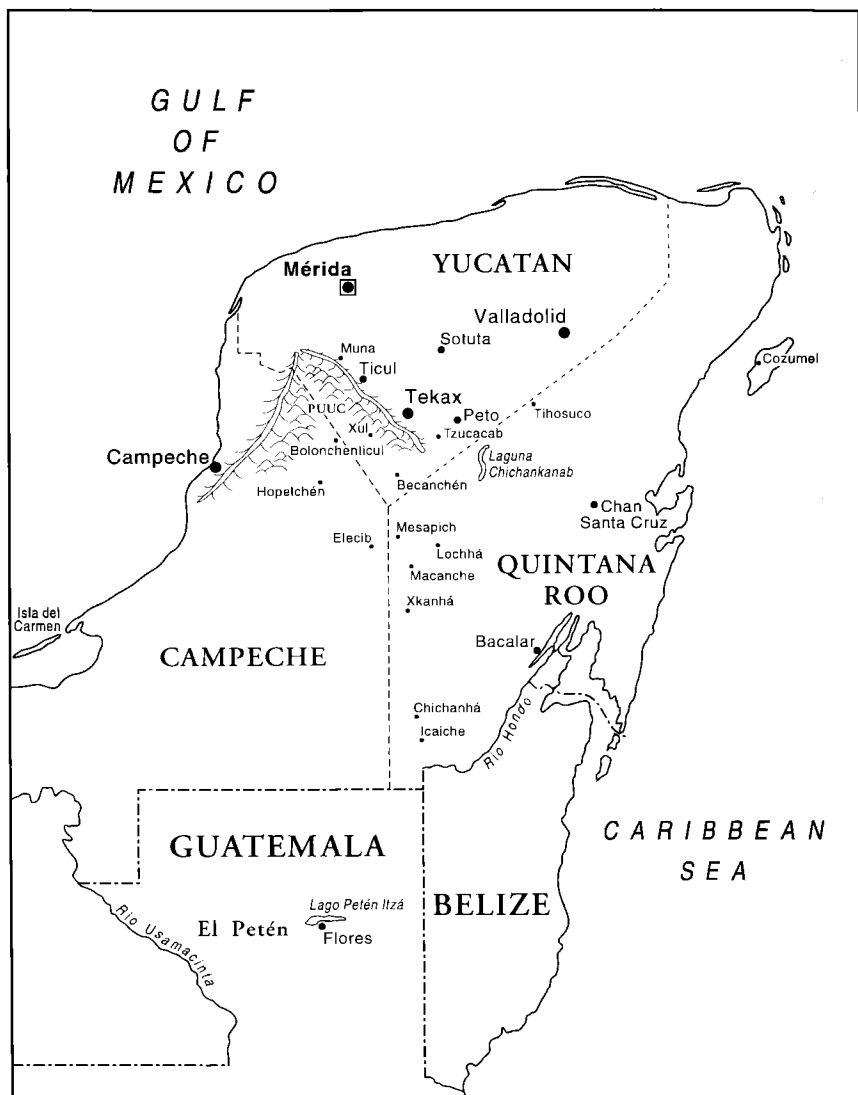 GULF
OF
MEXICO
YUCATAN
Mérida
Valladolid
Sotuta
Muna
Ticul
Cozumel
Tekax
PUUC
Peto
Tihosuco
Xul
Tzucacab
Bolonchenticul
Campeche
Laguna
Chichankanab
Hopelchén
Becanchén
Chan
Santa Cruz
Mesapich
Elecib
Lochhá
QUINTANA
ROO
Macanche
Xkanhá
Isla del
Carmen
Bacalar
CAMPECHE
Chichanhá
Icaiche
Río Hondo
CARIBBEAN
SEA
GUATEMALA
BELIZE
Lago Petén Itzá
El Petén
Flores
Río Usamacinta